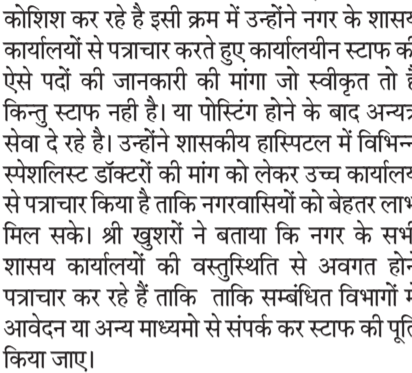 कोशिश कर रहे है इसी क्रम में उन्होंने नगर के शासय
कार्यालयों से पत्राचार करते हुए कार्यालयीन स्टाफ की
ऐसे पदों की जानकारी की मांगा जो स्वीकृत तो है
किन्तु स्टाफ नही है। या पोस्टिंग होने के बाद अन्यत्र
सेवा दे रहे है। उन्होंने शासकीय हास्पिटल में विभिन्न
स्पेशलिस्ट डॉक्टरों की मांग को लेकर उच्च कार्यालय
से पत्राचार किया है ताकि नगरवासियों को बेहतर लाभ
मिल सके। श्री खुशरों ने बताया कि नगर के सभी
शासय कार्यालयों की वस्तुस्थिति से अवगत होने
पत्राचार कर रहे हैं ताकि ताकि सम्बंधित विभागों में
आवेदन या अन्य माध्यमो से संपर्क कर स्टाफ की पूर्ति
किया जाए।